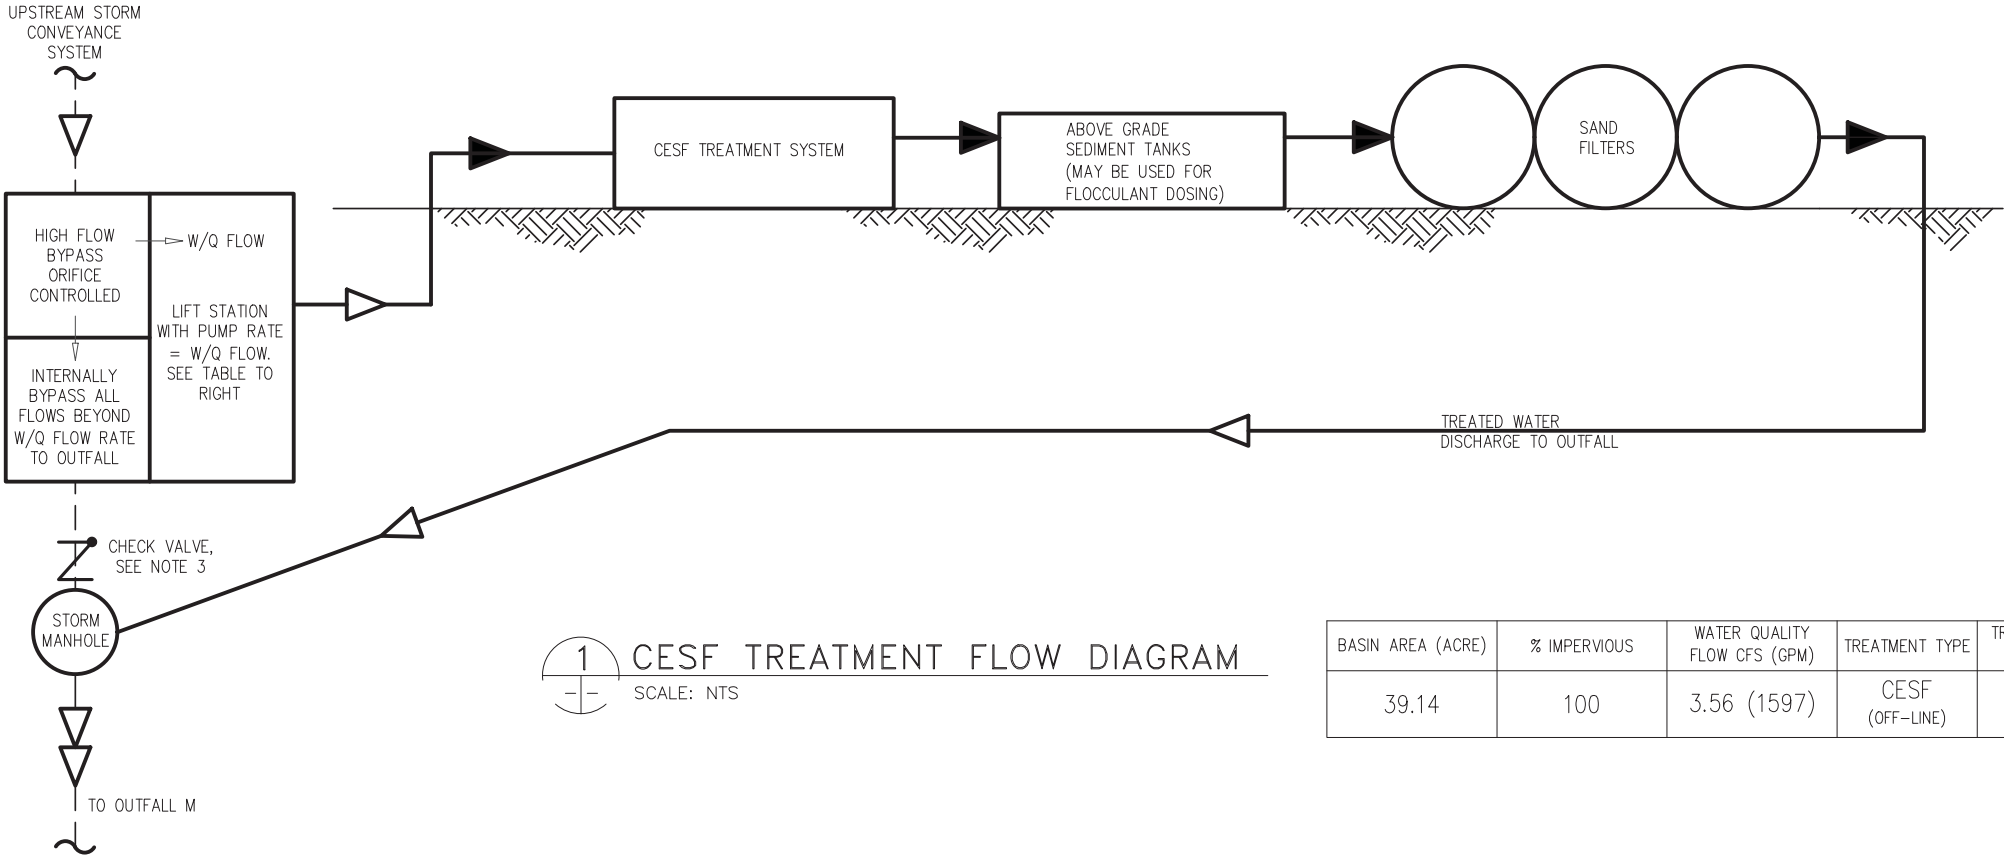 UPSTREAM STORM
CONVEYANCE
SYSTEM
HIGH FLOW
BYPASS
ORIFICE
CONTROLLED
W/Q FLOW
LIFT STATION
WITH PUMP RATE
= W/Q FLOW.
SEE TABLE TO
RIGHT
INTERNALLY
BYPASS ALL
FLOWS BEYOND
W/Q FLOW RATE
TO OUTFALL
CESF TREATMENT SYSTEM
ABOVE GRADE
SEDIMENT TANKS
(MAY BE USED FOR
FLOCCULANT DOSING)
SAND
FILTERS
TREATED WATER
DISCHARGE TO OUTFALL
CHECK VALVE,
SEE NOTE 3
STORM
MANHOLE
TO OUTFALL M
1
CESF TREATMENT FLOW DIAGRAM
--
SCALE: NTS
BASIN AREA (ACRE)
% IMPERVIOUS
WATER QUALITY
FLOW CFS (GPM)
TREATMENT TYPE
39.14
100
3.56 (1597)
CESF
(OFF-LINE)